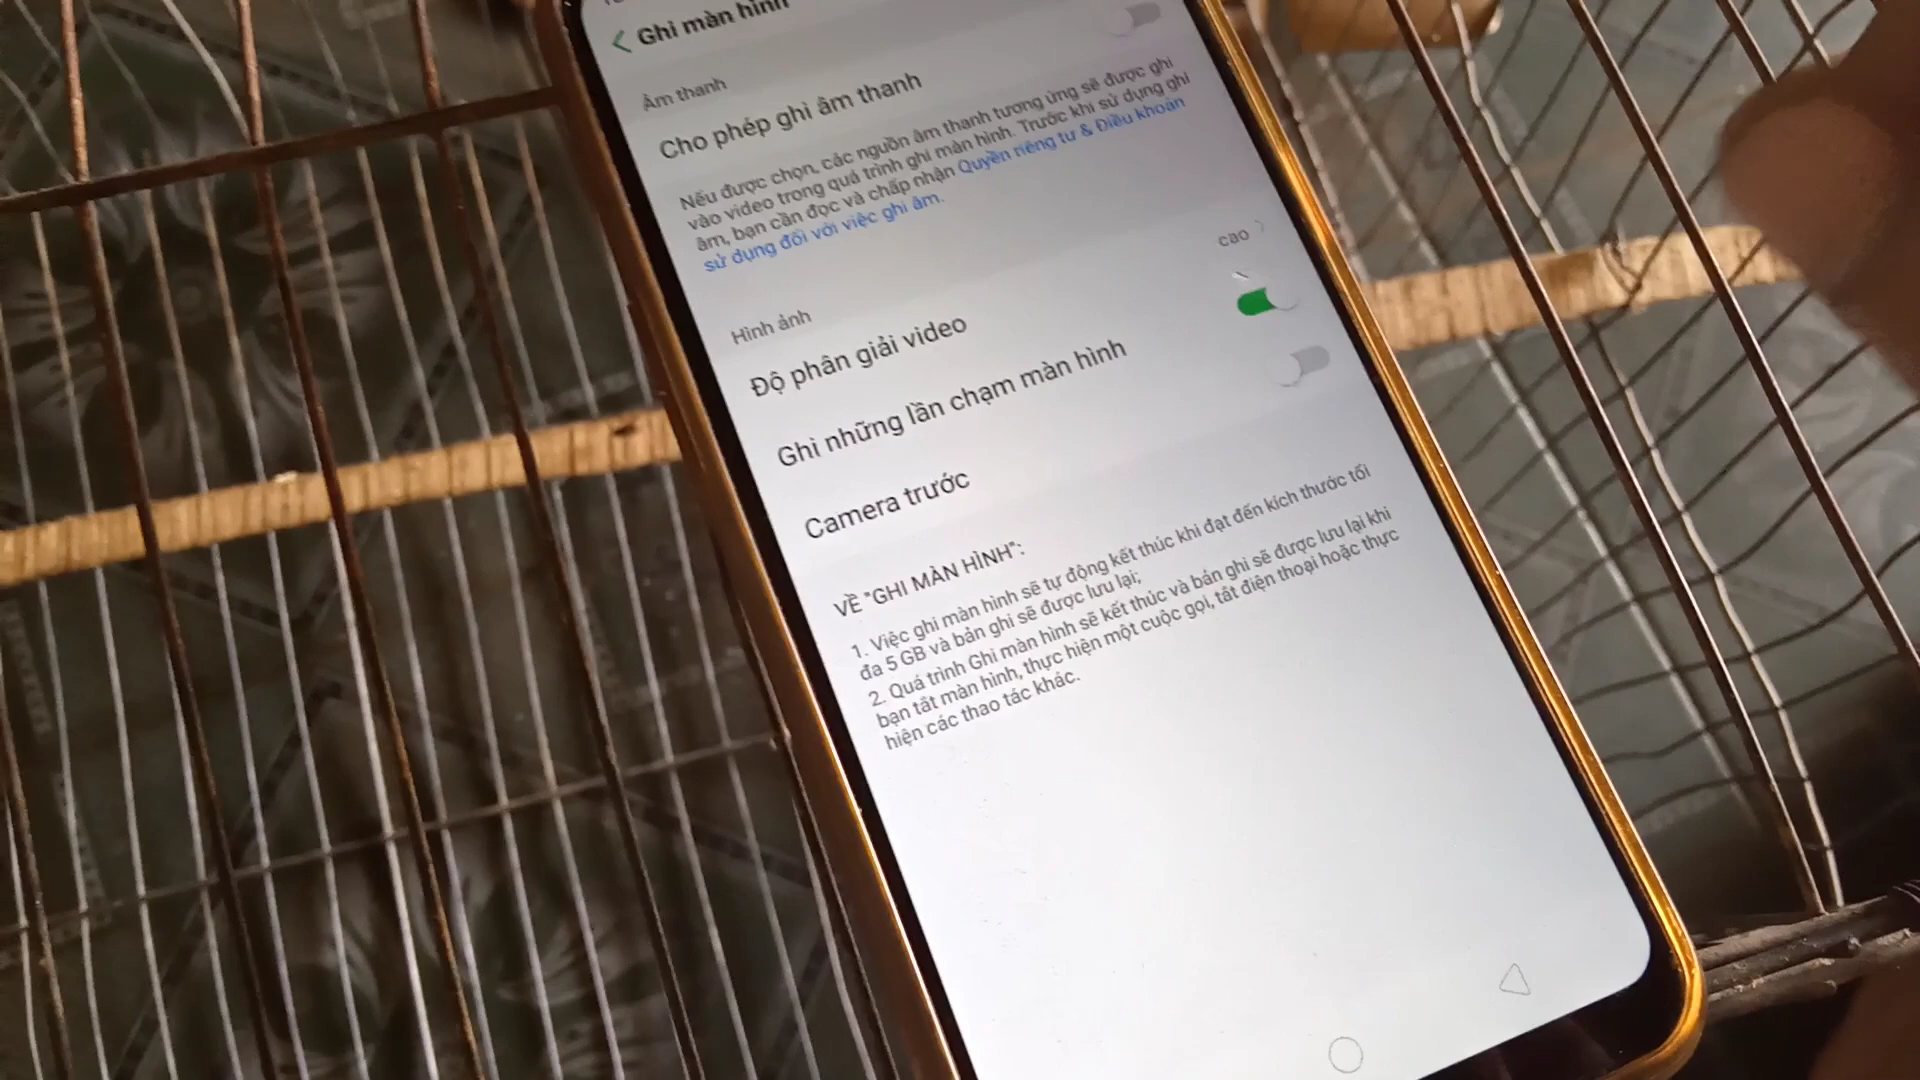 Ghi màn hình
Âm thanh
Cho phép ghi âm thanh
Nếu được chọn, các nguồn âm thanh tương ứng sẽ được ghi
vào video trong quá trình ghi màn hình. Trước khi sử dụng ghi
âm, bạn cần đọc và chấp nhận Quyền riêng tư & Điều khoản
sử dụng đối với việc ghi âm.
Hình ảnh
Độ phân giải video cao
Ghi những lần chạm màn hình
Camera trước
VỀ "GHI MÀN HÌNH":
1. Việc ghi màn hình sẽ tự động kết thúc khi đạt đến kích thước tối
đa 5 GB và bản ghi sẽ được lưu lại;
2. Quá trình Ghi màn hình sẽ kết thúc và bản ghi sẽ được lưu lại khi
bạn tắt màn hình, thực hiện một cuộc gọi, tắt điện thoại hoặc thực
hiện các thao tác khác.